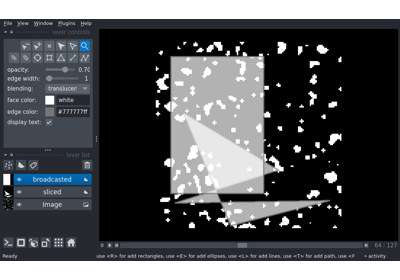 File View Window Plugins Help
layer controls
opacity: 0.70
edge width: 1
blending: translucen
face color: white
edge color: #777777ff
display text:
layer list
broadcasted
sliced
Image
0 64 127
Ready use <R> for add rectangles, use <E> for add ellipses, use <L> for add lines, use <T> for add path, use <P activity